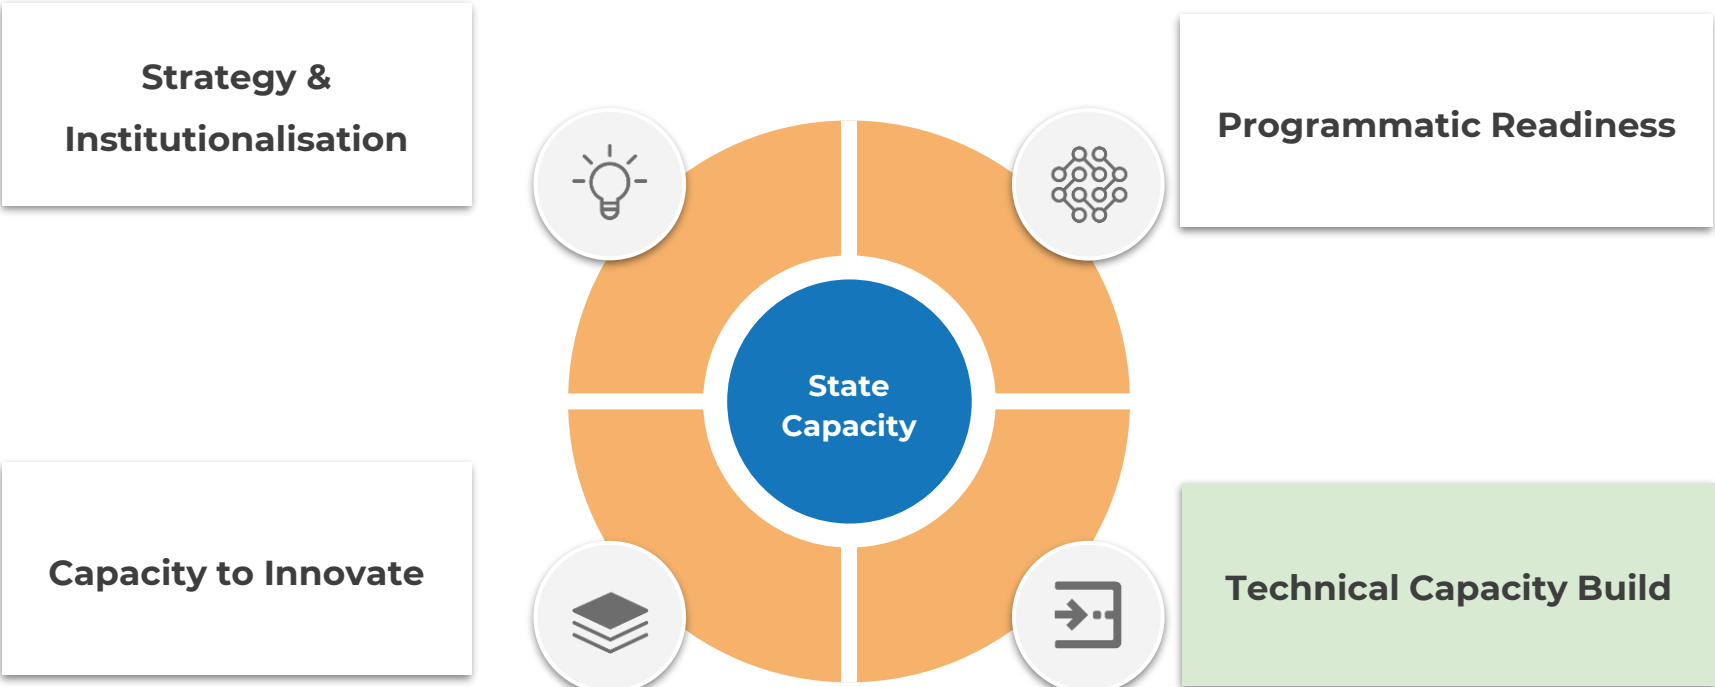 Strategy &
Institutionalisation
Programmatic Readiness
State
Capacity
Capacity to Innovate
Technical Capacity Build